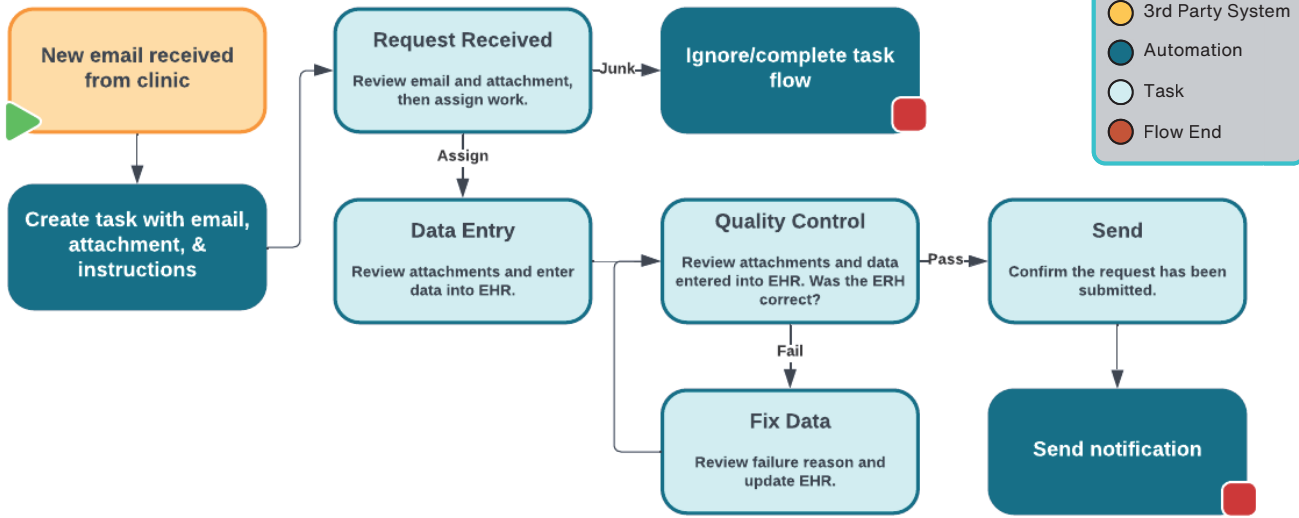 New email received
from clinic
Create task with email,
attachment, &
instructions
Request Received
Review email and attachment,
then assign work.
Junk
Ignore/complete task
flow
Assign
Data Entry
Review attachments and enter
data into EHR.
Quality Control
Review attachments and data
entered into EHR. Was the ERH
correct?
Pass
Send
Confirm the request has been
submitted.
Fail
Fix Data
Review failure reason and
update EHR.
Send notification
3rd Party System
Automation
Task
Flow End